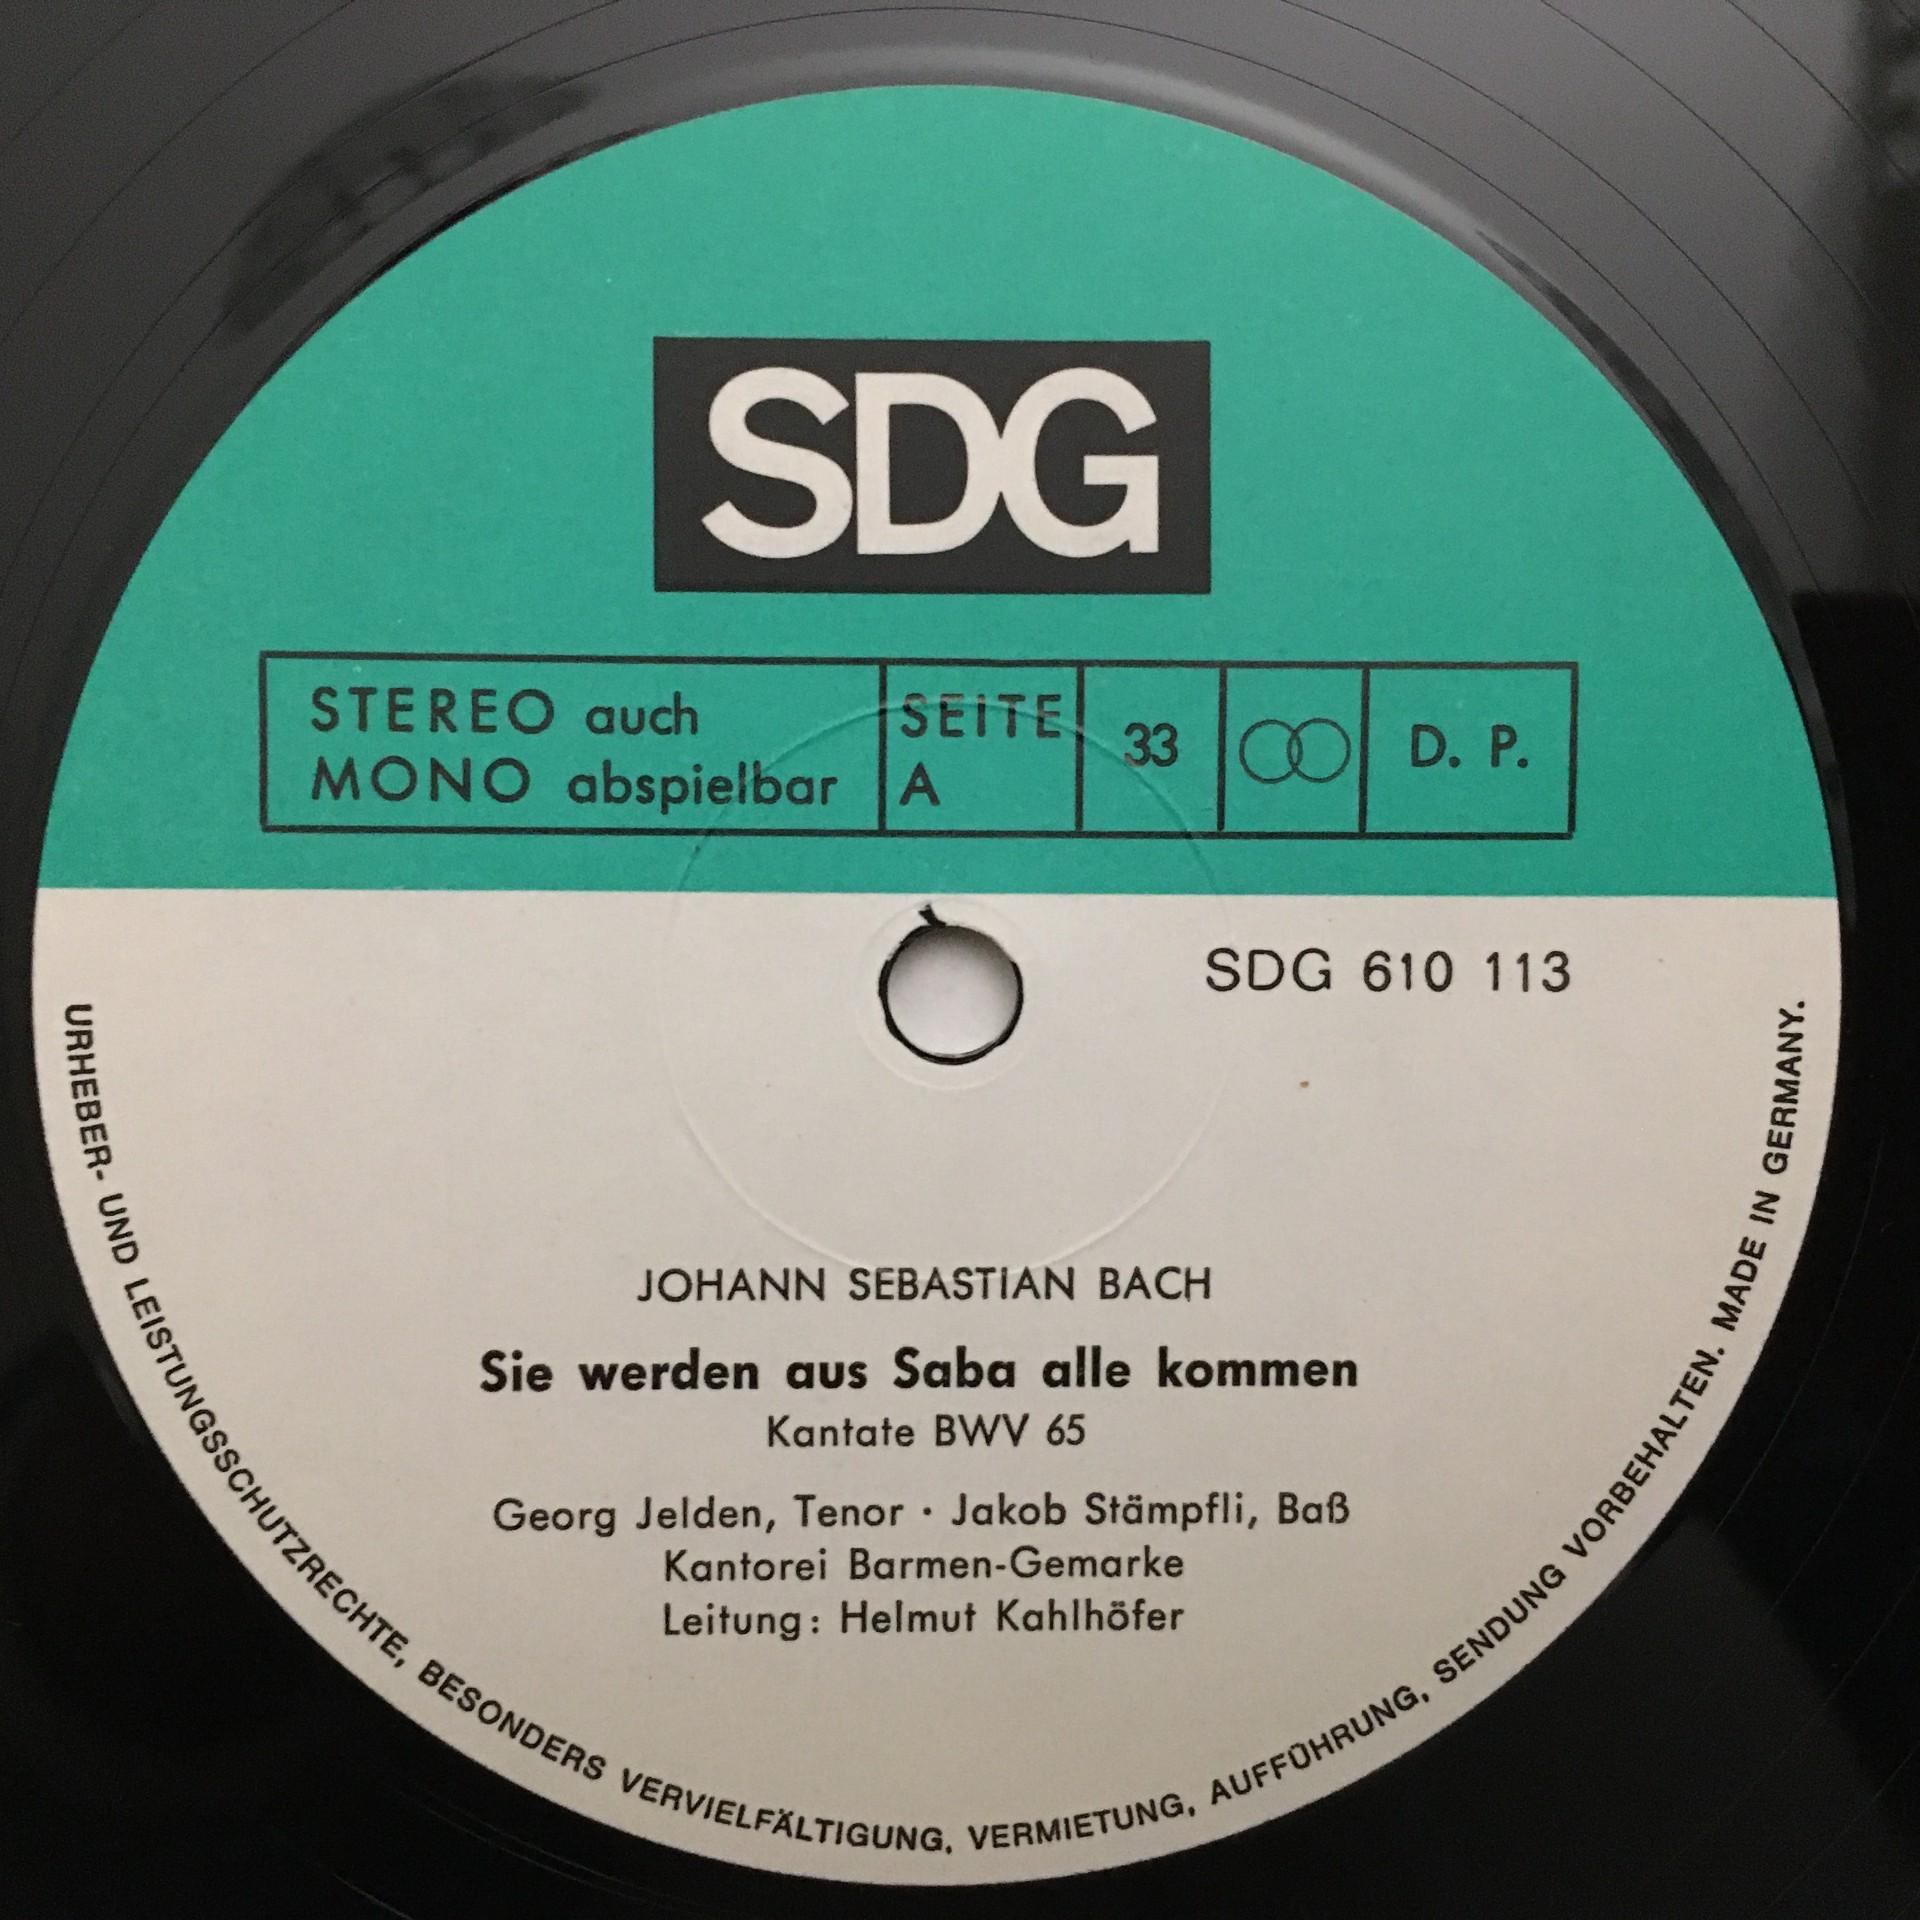 SDG
STEREO auch
MONO abspielbar
SEITE
A
33
D. P.
SDG 610 113
JOHANN SEBASTIAN BACH
Sie werden aus Saba alle kommen
Kantate BWV 65
Georg Jelden, Tenor · Jakob Stämpfli, Baß
Kantorei Barmen-Gemarke
Leitung: Helmut Kahlhöfer
URHEBER- UND LEISTUNGSSCHUTZRECHTE, BESONDERS VERVIELFÄLTIGUNG, VERMIETUNG, AUFFÜHRUNG, SENDUNG VORBEHALTEN. MADE IN GERMANY.